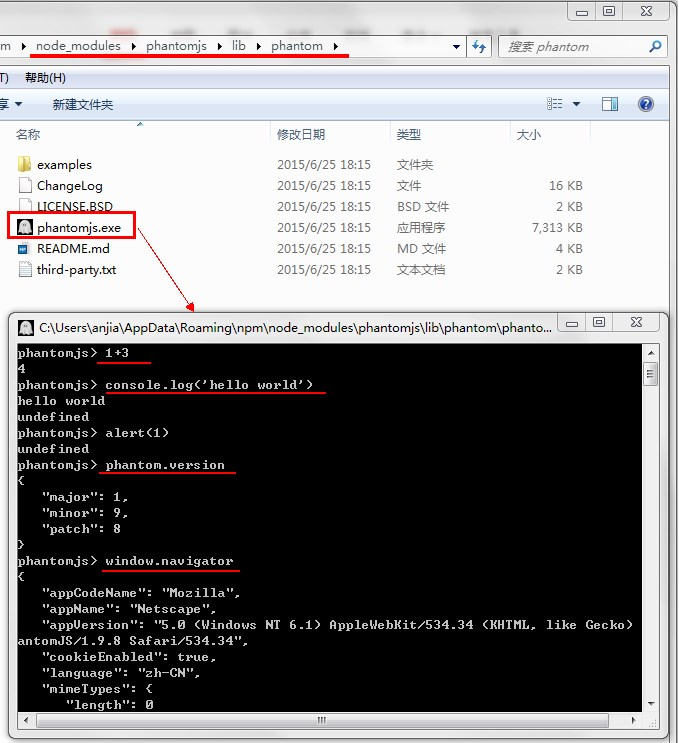 m node_modules phantomjs lib phantom 搜索 phantom
T) 帮助(H)
享 新建文件夹
名称 修改日期 类型 大小
examples 2015/6/25 18:15 文件夹
ChangeLog 2015/6/25 18:15 文件 16 KB
LICENSE.BSD 2015/6/25 18:15 BSD 文件 2 KB
phantomjs.exe 2015/6/25 18:15 应用程序 7,313 KB
README.md 2015/6/25 18:15 MD 文件 4 KB
third-party.txt 2015/6/25 18:15 文本文档 2 KB
C:\Users\anjia\AppData\Roaming\npm\node_modules\phantomjs\lib\phantom\phanto...
phantomjs> 1+3
4
phantomjs> console.log('hello world')
hello world
undefined
phantomjs> alert(1)
undefined
phantomjs> phantom.version
{
"major": 1,
"minor": 9,
"patch": 8
}
phantomjs> window.navigator
{
"appCodeName": "Mozilla",
"appName": "Netscape",
"appVersion": "5.0 (Windows NT 6.1) AppleWebKit/534.34 (KHTML, like Gecko)
antomJS/1.9.8 Safari/534.34",
"cookieEnabled": true,
"language": "zh-CN",
"mimeTypes": {
"length": 0